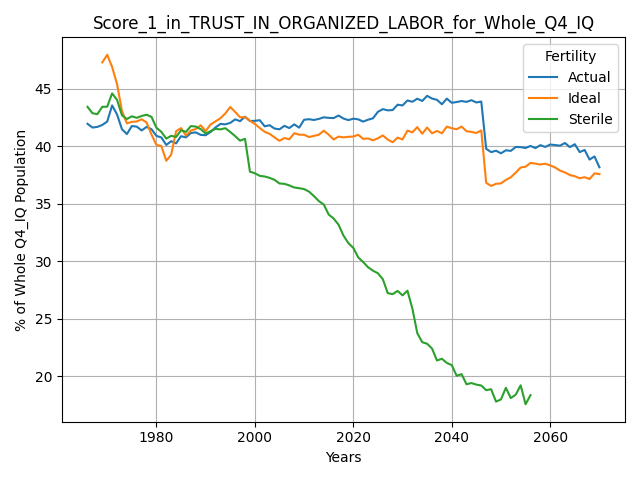 Score_1_in_TRUST_IN_ORGANIZED_LABOR_for_Whole_Q4_IQ
Fertility
Actual
Ideal
Sterile
% of Whole Q4_IQ Population
45
40
35
30
25
20
1980
2000
2020
2040
2060
Years